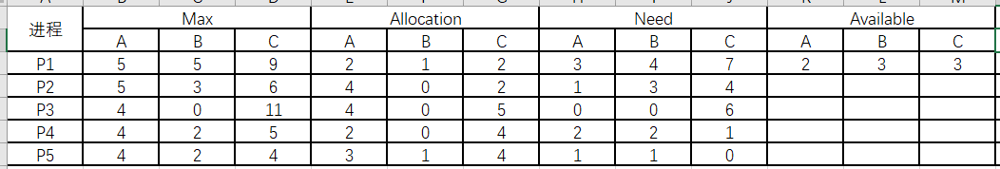 进程 Max Allocation Need Available
A B C A B C A B C A B C
P1 5 5 9 2 1 2 3 4 7 2 3 3
P2 5 3 6 4 0 2 1 3 4
P3 4 0 11 4 0 5 0 0 6
P4 4 2 5 2 0 4 2 2 1
P5 4 2 4 3 1 4 1 1 0